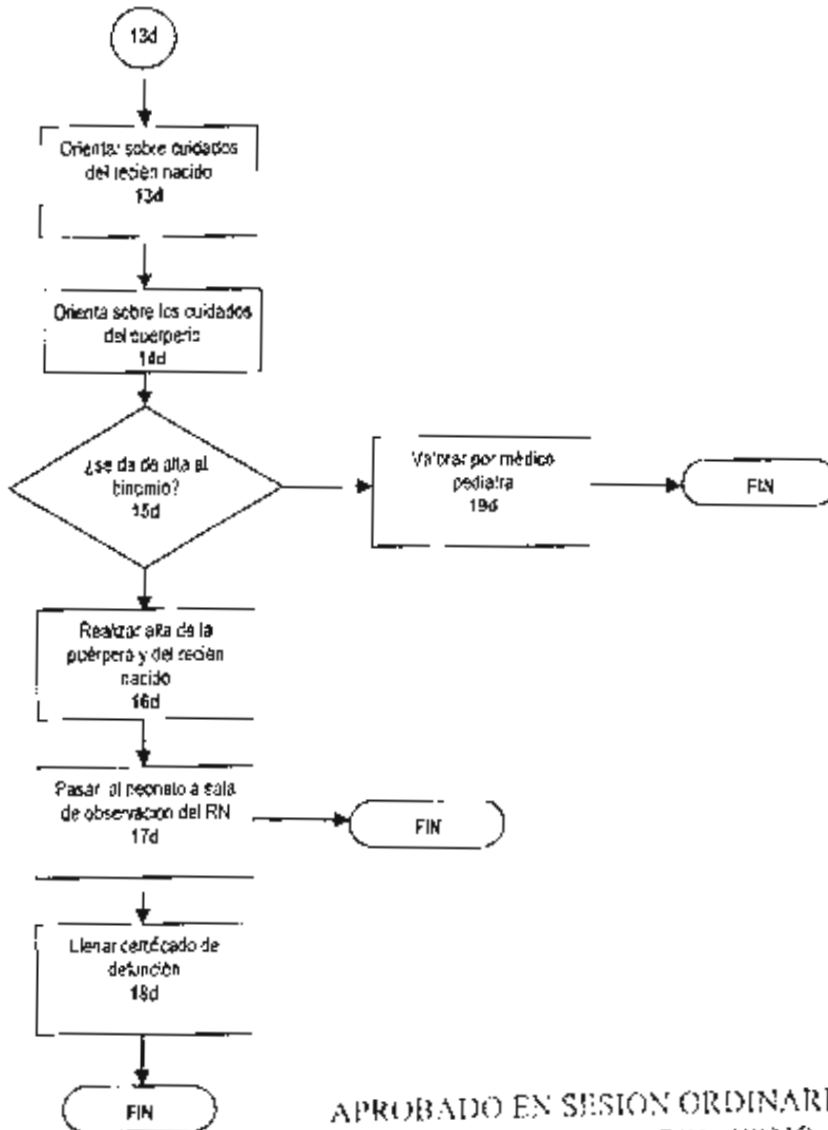 13d
Orientar sobre cuidados
del recién nacido
13d
Orienta sobre los cuidados
del puerperio
14d
¿se da de alta al
binomio?
15d
Valorar por médico
pediatra
19d
FIN
Realizar alta de la
puérpera y del recién
nacido
16d
Pasar al neonato a sala
de observación del RN
17d
FIN
Llenar certificado de
defunción
18d
FIN
APROBADO EN SESION ORDINARI